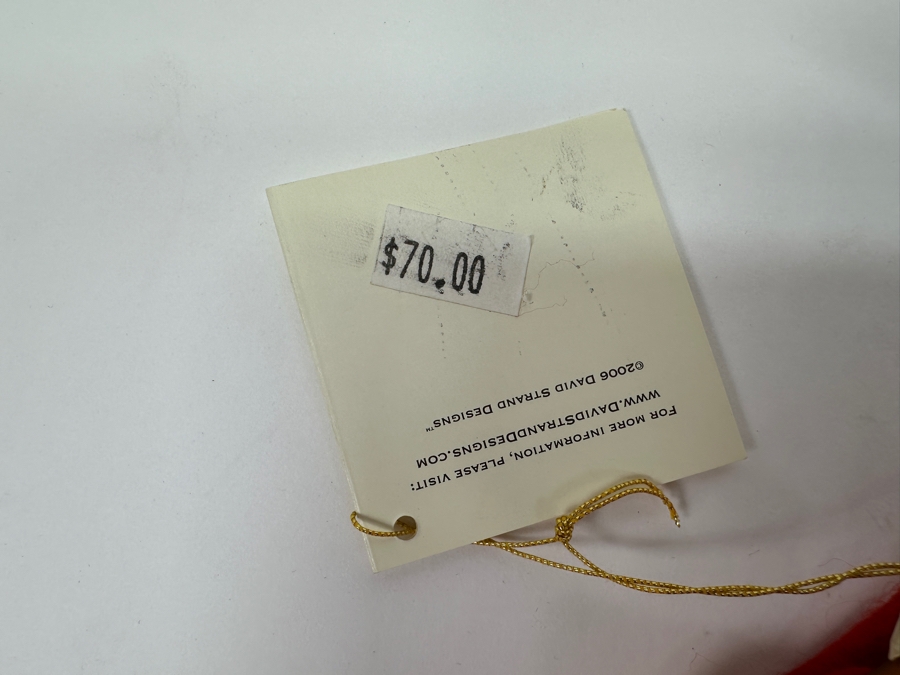 $70.00
FOR MORE INFORMATION, PLEASE VISIT:
WWW.DAVIDSTRANDDESIGNS.COM
©2006 DAVID STRAND DESIGNS™